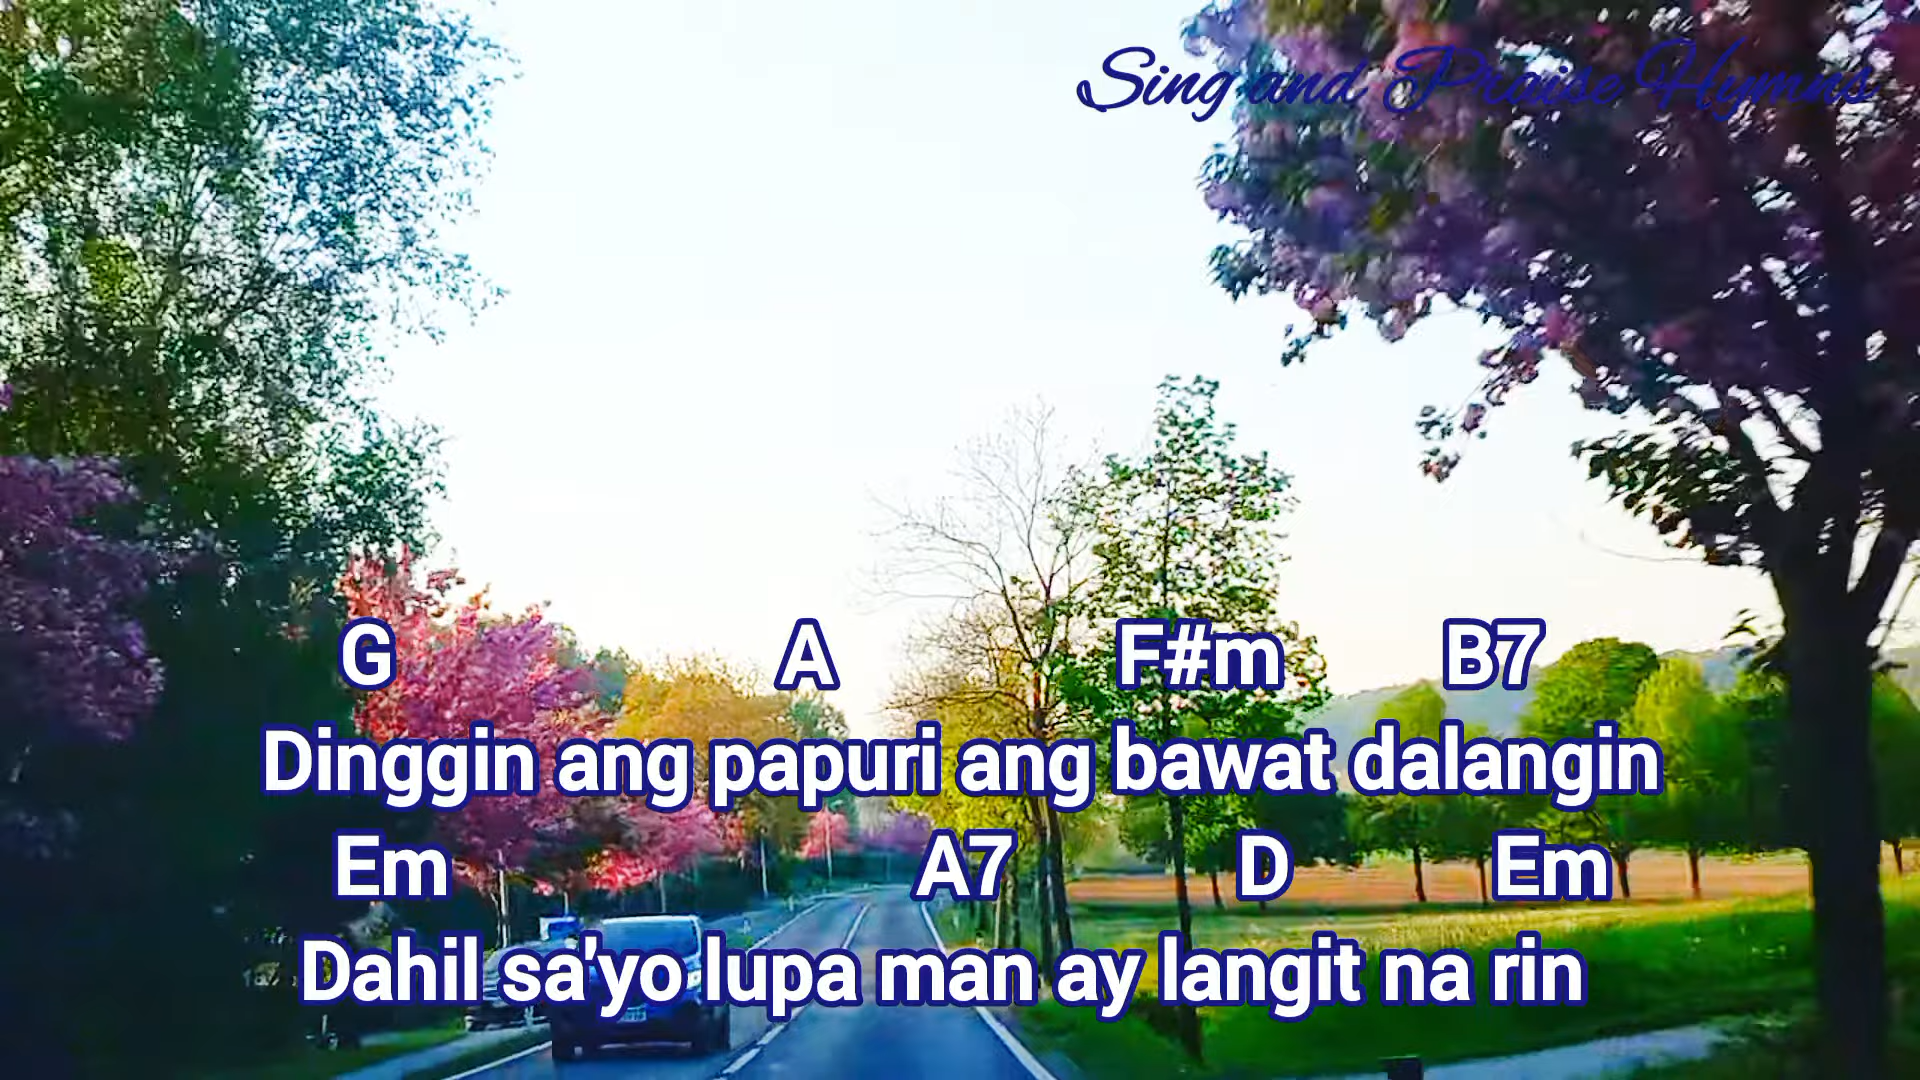 Sing and Praise Hymns
G A F#m B7
Dinggin ang papuri ang bawat dalangin
Em A7 D Em
Dahil sa'yo lupa man ay langit na rin